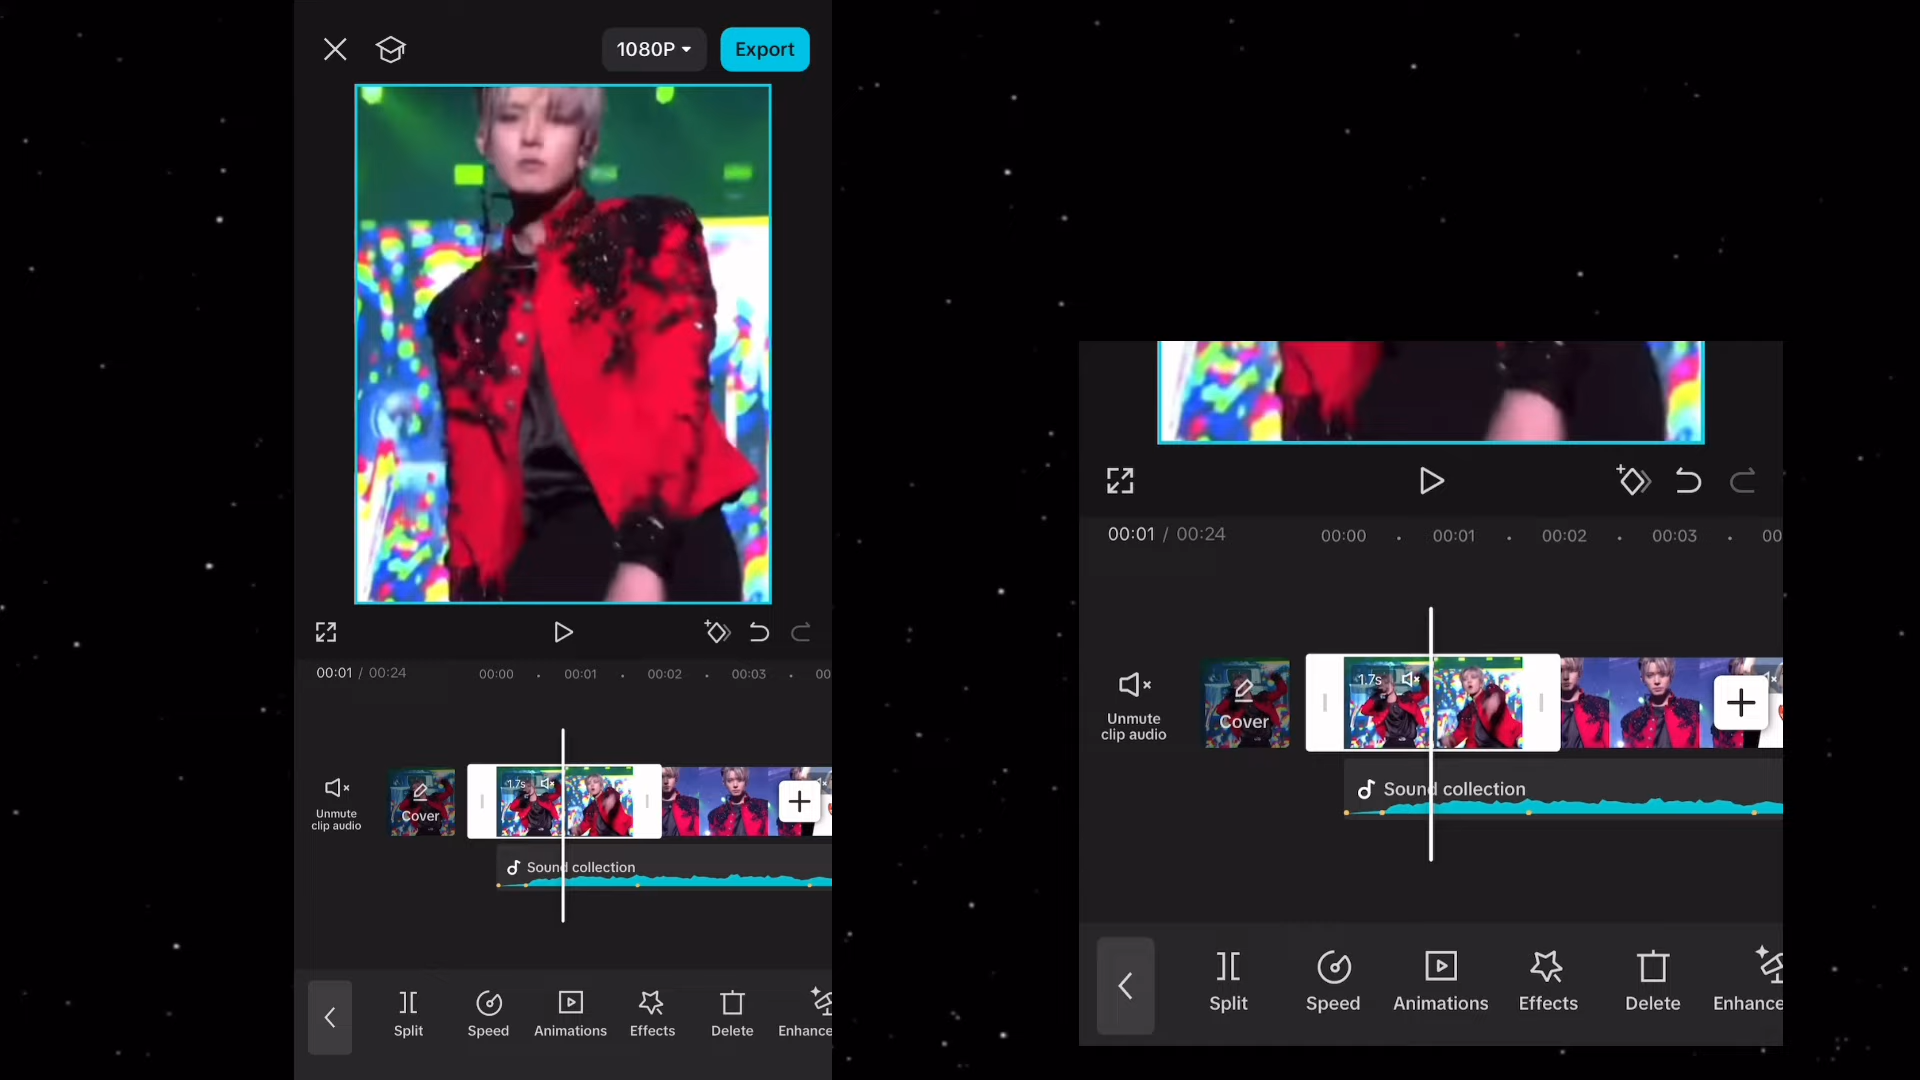 1080P
Export
00:01 / 00:24
00:00
00:01
00:02
00:03
00
Unmute
clip audio
Cover
1.7s
Sound collection
Split
Speed
Animations
Effects
Delete
Enhance
00:01 / 00:24
00:00
00:01
00:02
00:03
00
Unmute
clip audio
Cover
1.7s
Sound collection
Split
Speed
Animations
Effects
Delete
Enhance